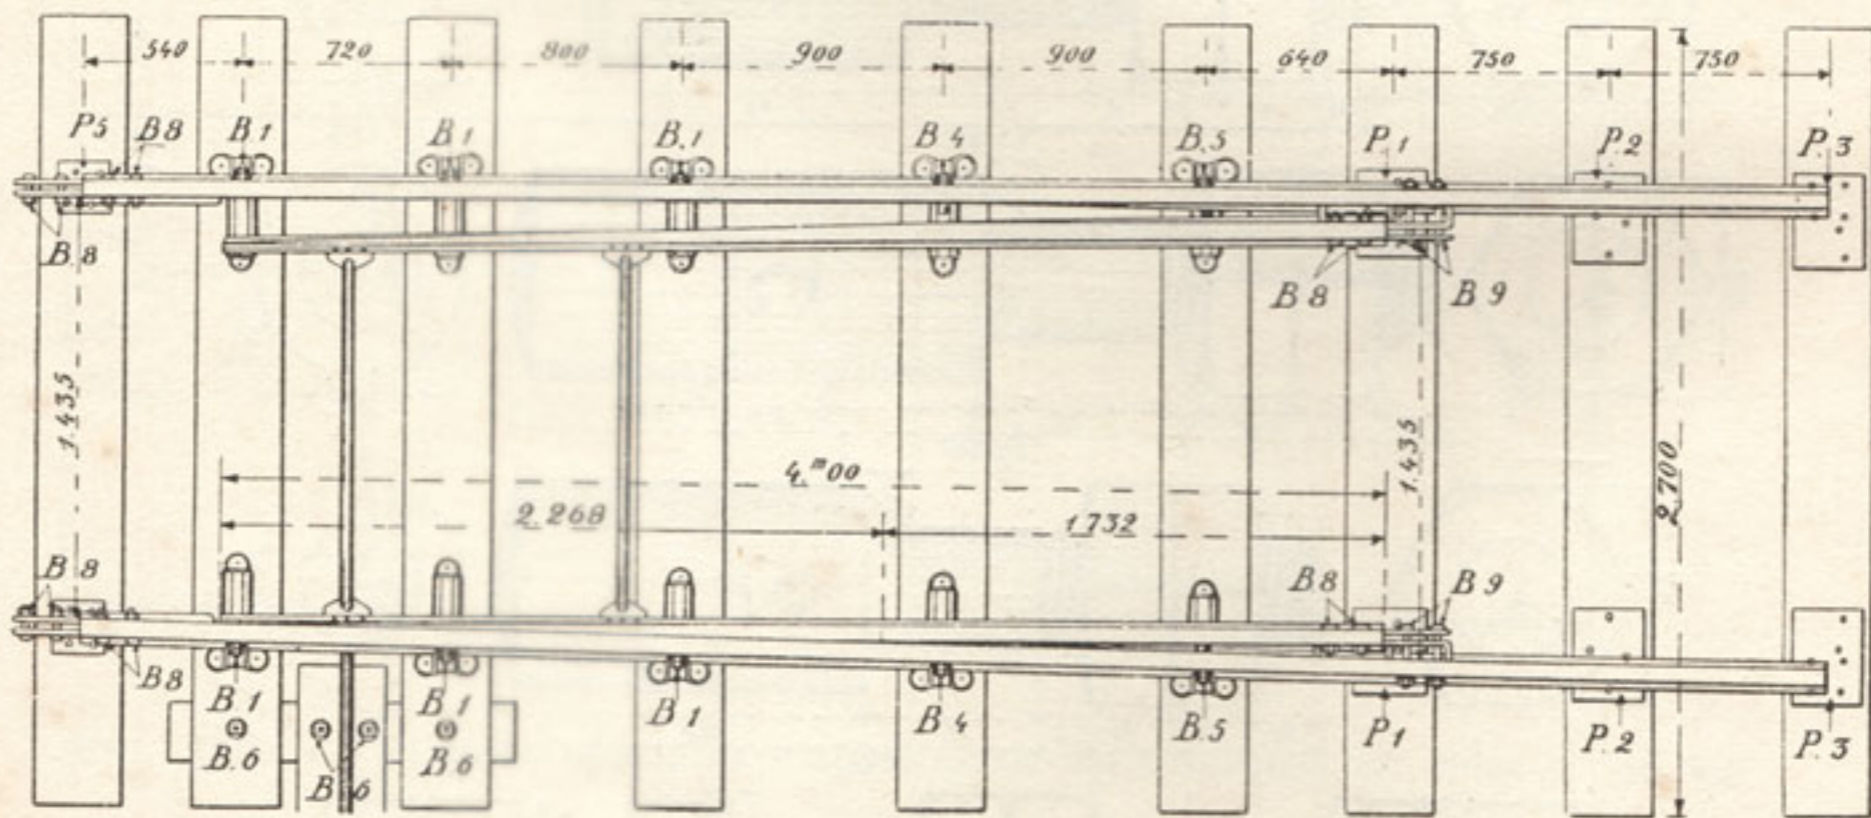 540 720 800 900 900 640 750 750
P5 B8 B1 B1 B.1 B4 B.5 P.1 P.2 P.3
B.8 B8 B9
1.435 1.435 2.700
4.ᵐ00
2.268 1.732
B8 B8 B9
B8 B1 B1 B1 B4 B.5 P1 P.2 P.3
B.6 B6
B6